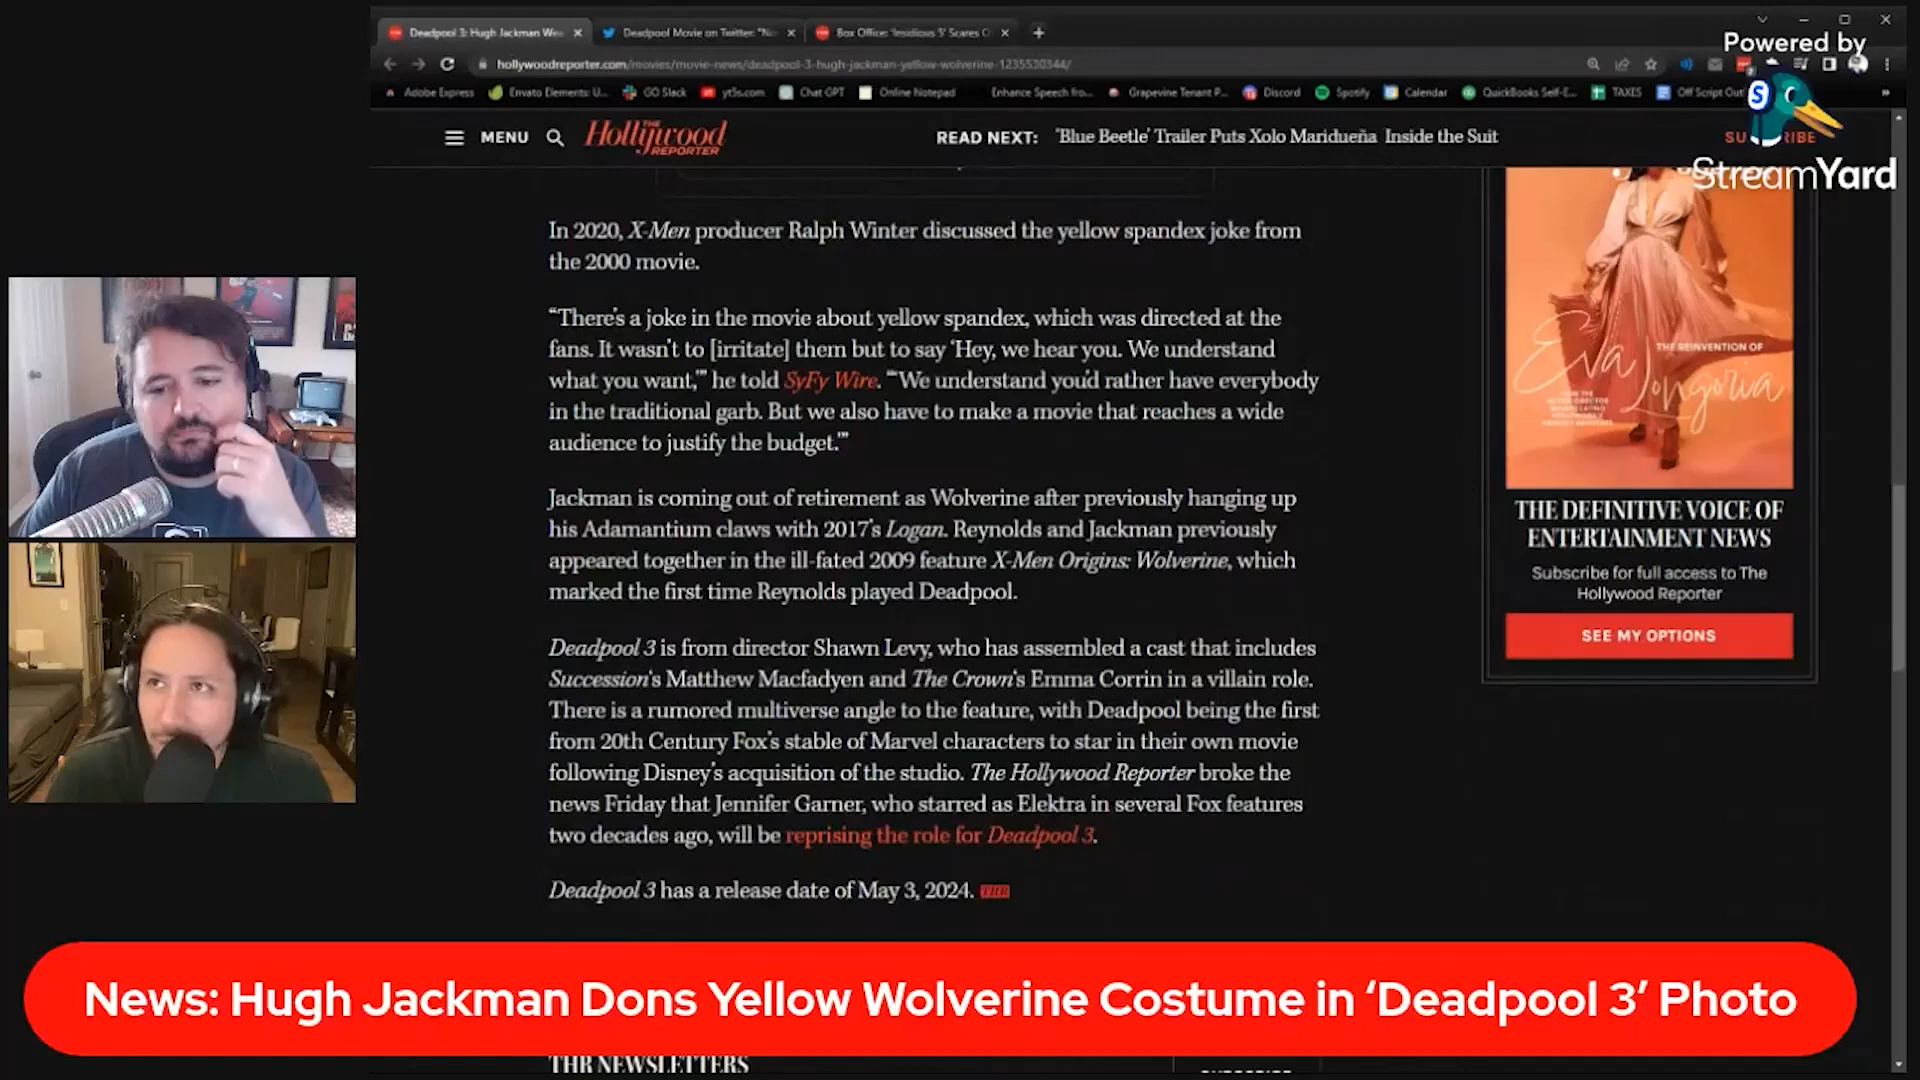 Deadpool 3: Hugh Jackman Wea
Deadpool Movie on Twitter: "No
Box Office: 'Insidious 5' Scares O
hollywoodreporter.com/movies/movie-news/deadpool-3-hugh-jackman-yellow-wolverine-1235530344/
Powered by
Adobe Express
Envato Elements: U...
GO Slack
yt5s.com
Chat GPT
Online Notepad
Enhance Speech fro...
Grapevine Tenant P...
Discord
Spotify
Calendar
QuickBooks Self-E...
TAXES
Off Script Out
MENU
THE Hollywood REPORTER
READ NEXT: 'Blue Beetle' Trailer Puts Xolo Maridueña Inside the Suit
StreamYard
In 2020, X-Men producer Ralph Winter discussed the yellow spandex joke from
the 2000 movie.
“There’s a joke in the movie about yellow spandex, which was directed at the
fans. It wasn’t to [irritate] them but to say ‘Hey, we hear you. We understand
what you want,’” he told SyFy Wire. “‘We understand you’d rather have everybody
in the traditional garb. But we also have to make a movie that reaches a wide
audience to justify the budget.’”
Jackman is coming out of retirement as Wolverine after previously hanging up
his Adamantium claws with 2017’s Logan. Reynolds and Jackman previously
appeared together in the ill-fated 2009 feature X-Men Origins: Wolverine, which
marked the first time Reynolds played Deadpool.
Deadpool 3 is from director Shawn Levy, who has assembled a cast that includes
Succession’s Matthew Macfadyen and The Crown’s Emma Corrin in a villain role.
There is a rumored multiverse angle to the feature, with Deadpool being the first
from 20th Century Fox’s stable of Marvel characters to star in their own movie
following Disney’s acquisition of the studio. The Hollywood Reporter broke the
news Friday that Jennifer Garner, who starred as Elektra in several Fox features
two decades ago, will be reprising the role for Deadpool 3.
Deadpool 3 has a release date of May 3, 2024. THR
THE REINVENTION OF
Eva Longoria
THE DEFINITIVE VOICE OF
ENTERTAINMENT NEWS
Subscribe for full access to The
Hollywood Reporter
SEE MY OPTIONS
News: Hugh Jackman Dons Yellow Wolverine Costume in ‘Deadpool 3’ Photo
THR NEWSLETTERS